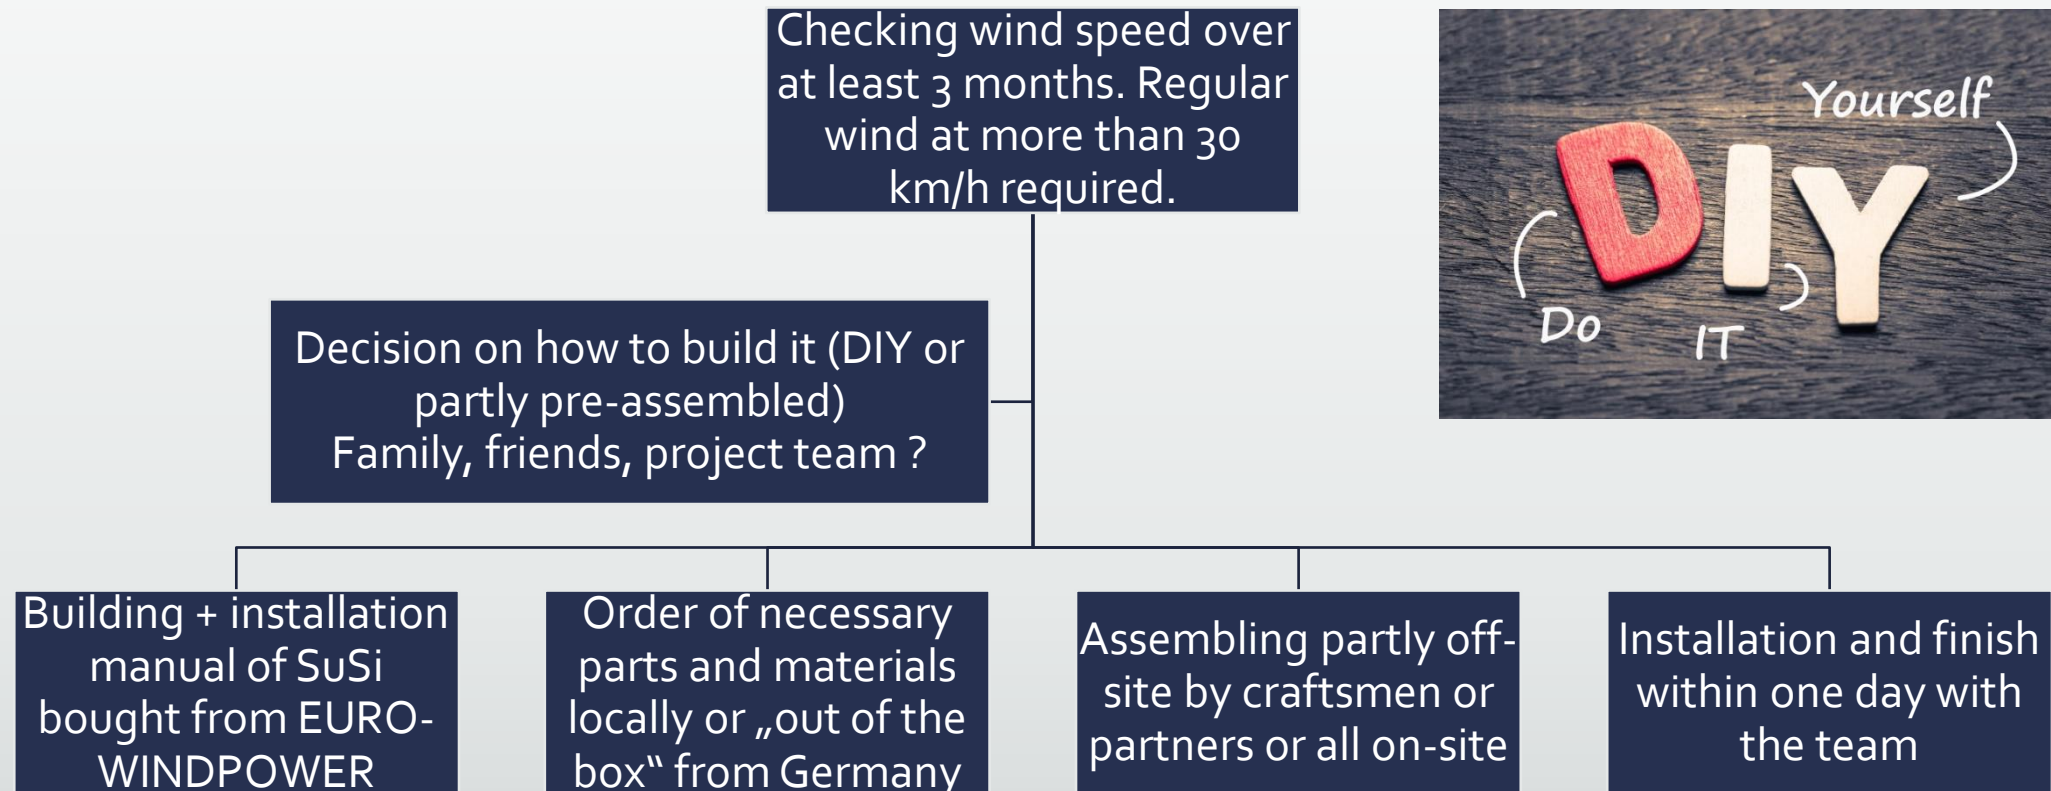 Checking wind speed over
at least 3 months. Regular
wind at more than 30
km/h required.
Yourself
DIY
Do
IT
Decision on how to build it (DIY or
partly pre-assembled)
Family, friends, project team ?
Building + installation
manual of SuSi
bought from EURO-
WINDPOWER
Order of necessary
parts and materials
locally or „out of the
box“ from Germany
Assembling partly off-
site by craftsmen or
partners or all on-site
Installation and finish
within one day with
the team